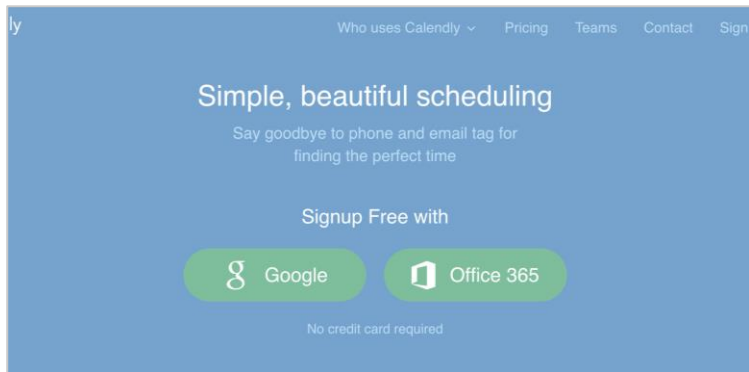 ly
Who uses Calendly Pricing Teams Contact Sign
Simple, beautiful scheduling
Say goodbye to phone and email tag for
finding the perfect time
Signup Free with
g Google Office 365
No credit card required